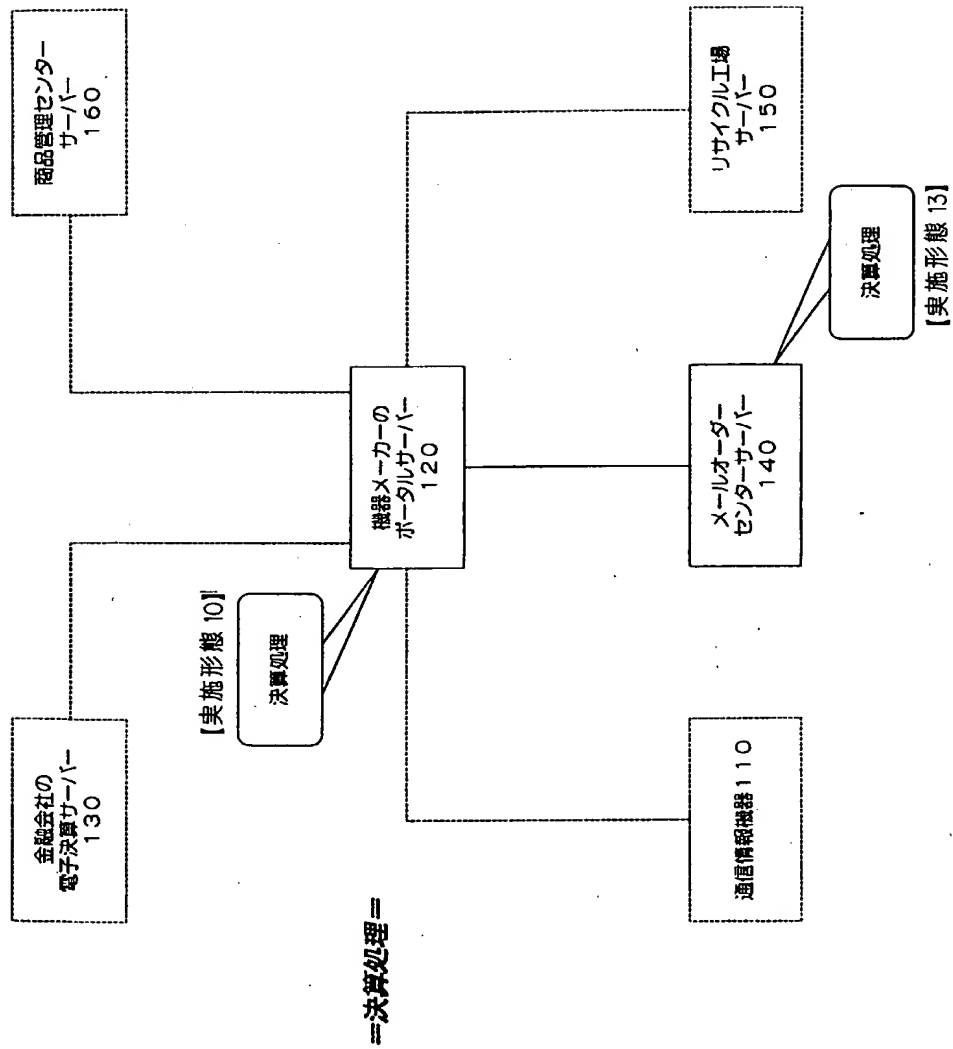 =決算処理=
金融会社の
電子決算サーバー
130
商品管理センター
サーバー
160
【実施形態 10】
決算処理
機器メーカーの
ポータルサーバー
120
通信情報機器110
メールオーダー
センターサーバー
140
リサイクル工場
サーバー
150
決算処理
【実施形態 13】